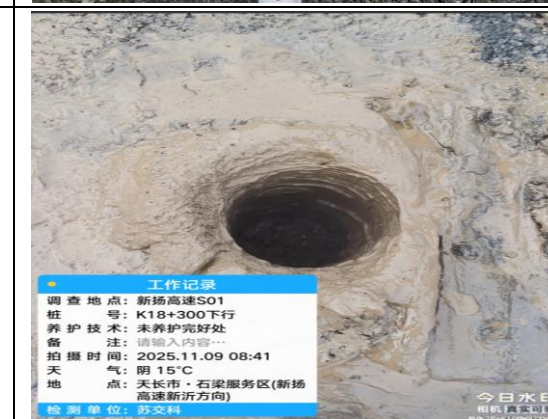 工作记录
调查地点：新扬高速S01
桩号：K18+300下行
养护技术：未养护完好处
备注：请输入内容…
拍摄时间：2025.11.09 08:41
天气：阴 15°C
地点：天长市·石梁服务区(新扬
高速新沂方向)
检测单位：苏交科
今日水印
相机